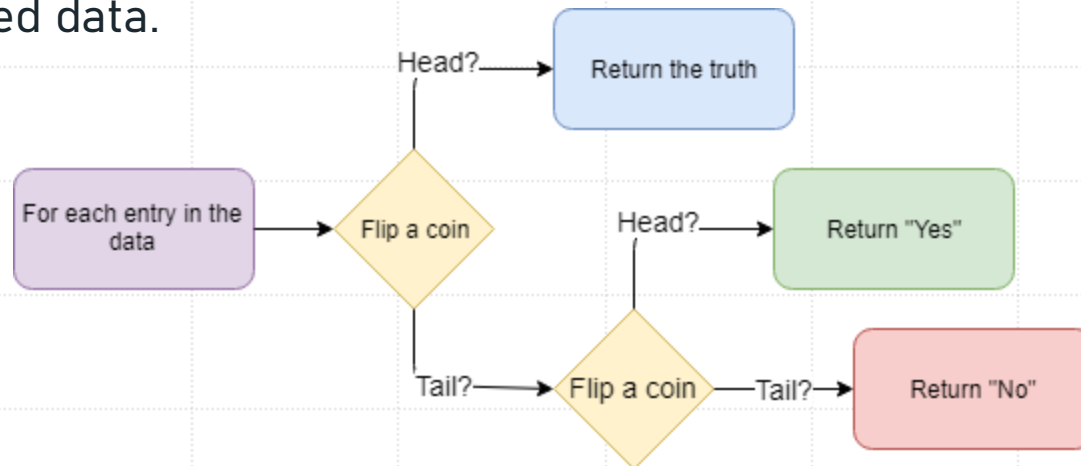 ed data.
Head?
Return the truth
For each entry in the
data
Flip a coin
Head?
Return "Yes"
Tail?
Flip a coin
Tail?
Return "No"